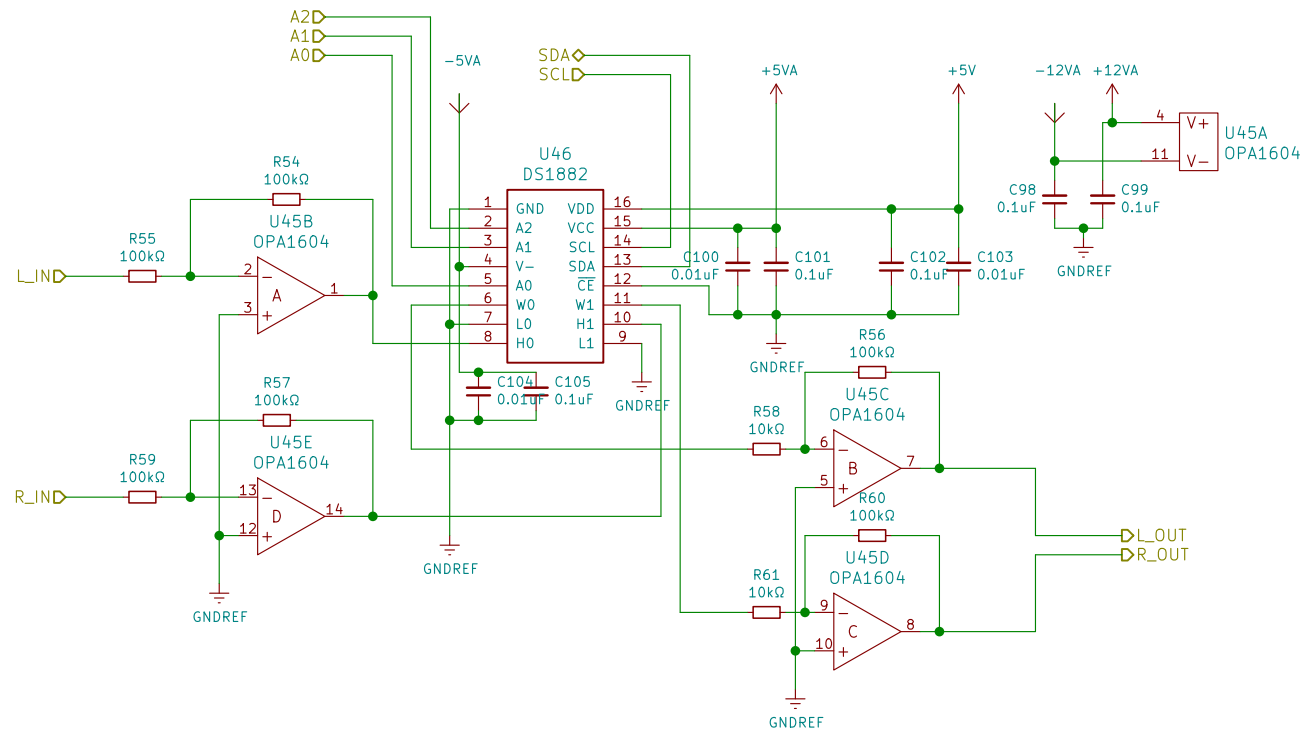 A2
A1
A0
SDA
SCL
-5VA
+5VA
+5V
-12VA
+12VA
4
V+
11
V-
U45A
OPA1604
C98
0.1uF
C99
0.1uF
GNDREF
U46
DS1882
1
GND
2
A2
3
A1
4
V-
5
A0
6
W0
7
L0
8
H0
VDD
16
VCC
15
SCL
14
SDA
13
CE
12
W1
11
H1
10
L1
9
R54
100kΩ
U45B
OPA1604
R55
100kΩ
L_IN
2
3
A
1
C100
0.01uF
C101
0.1uF
C102
0.1uF
C103
0.01uF
GNDREF
GNDREF
C104
0.01uF
C105
0.1uF
R57
100kΩ
U45E
OPA1604
R59
100kΩ
R_IN
13
12
D
14
GNDREF
GNDREF
R56
100kΩ
U45C
OPA1604
R58
10kΩ
6
5
B
7
R60
100kΩ
U45D
OPA1604
R61
10kΩ
9
10
C
8
L_OUT
R_OUT
GNDREF